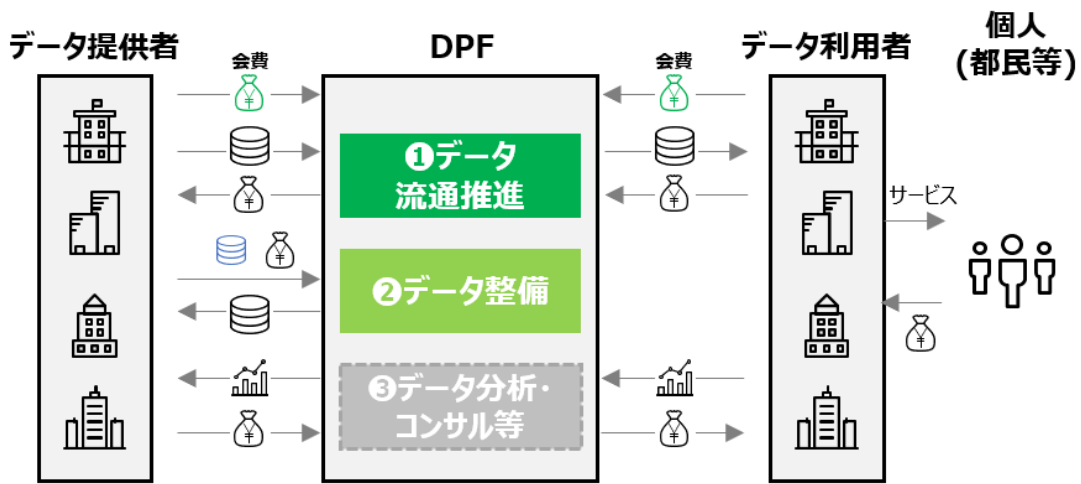 データ提供者
DPF
データ利用者
個人
(都民等)
会費
¥
会費
¥
❶データ
流通推進
¥
¥
サービス
¥
❷データ整備
¥
❸データ分析・
コンサル等
¥
¥